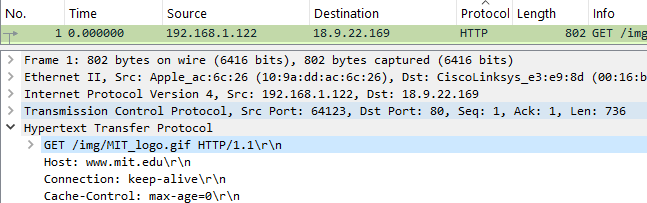 No. Time Source Destination Protocol Length Info
1 0.000000 192.168.1.122 18.9.22.169 HTTP 802 GET /img
Frame 1: 802 bytes on wire (6416 bits), 802 bytes captured (6416 bits)
Ethernet II, Src: Apple_ac:6c:26 (10:9a:dd:ac:6c:26), Dst: CiscoLinksys_e3:e9:8d (00:16:b
Internet Protocol Version 4, Src: 192.168.1.122, Dst: 18.9.22.169
Transmission Control Protocol, Src Port: 64123, Dst Port: 80, Seq: 1, Ack: 1, Len: 736
Hypertext Transfer Protocol
GET /img/MIT_logo.gif HTTP/1.1\r\n
Host: www.mit.edu\r\n
Connection: keep-alive\r\n
Cache-Control: max-age=0\r\n